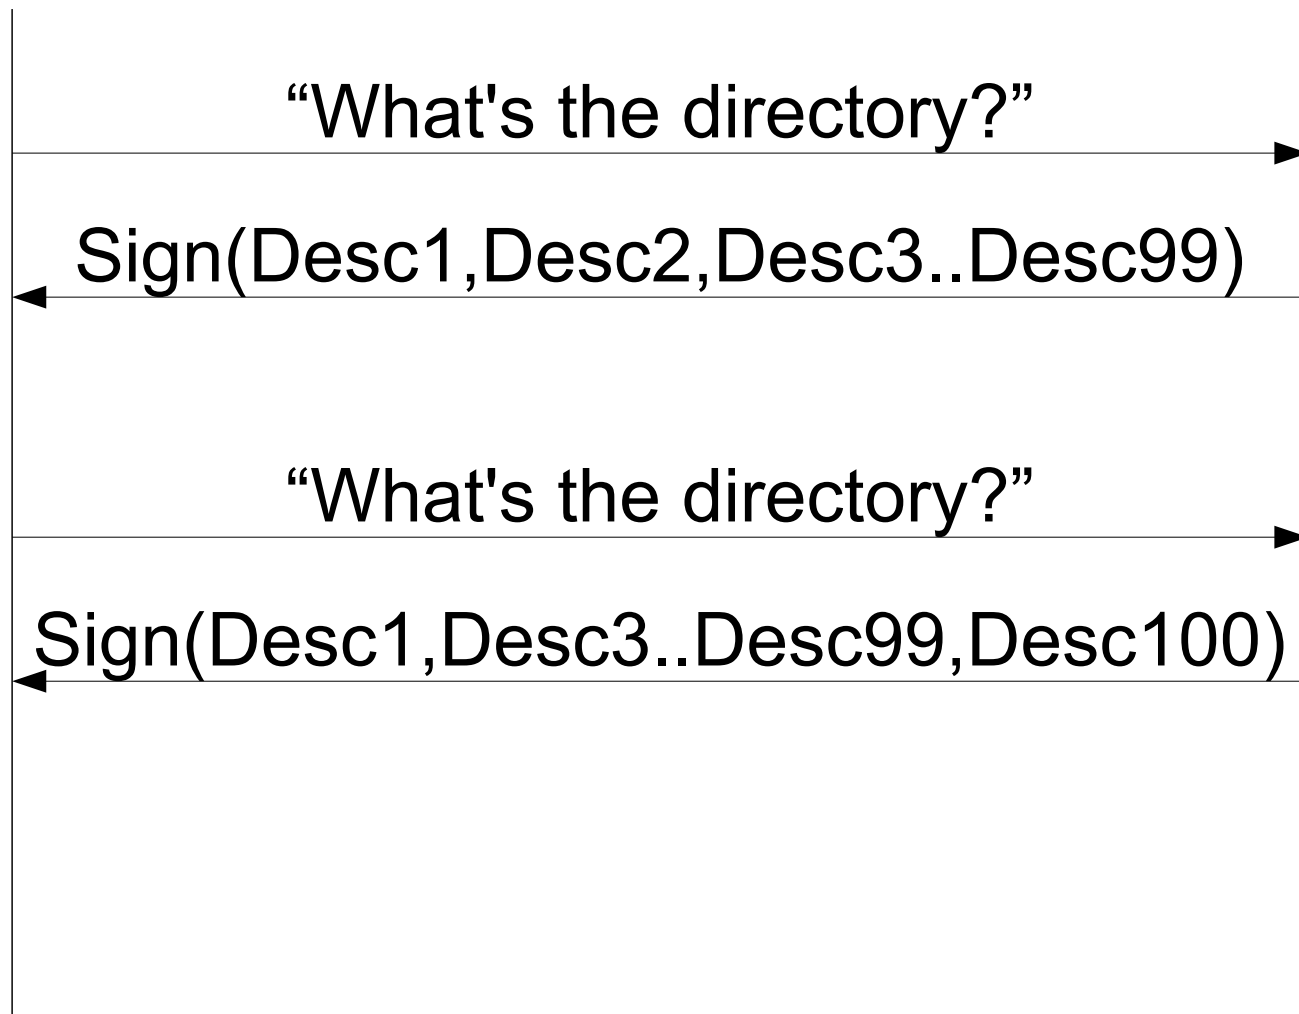 “What's the directory?”
Sign(Desc1,Desc2,Desc3..Desc99)
“What's the directory?”
Sign(Desc1,Desc3..Desc99,Desc100)